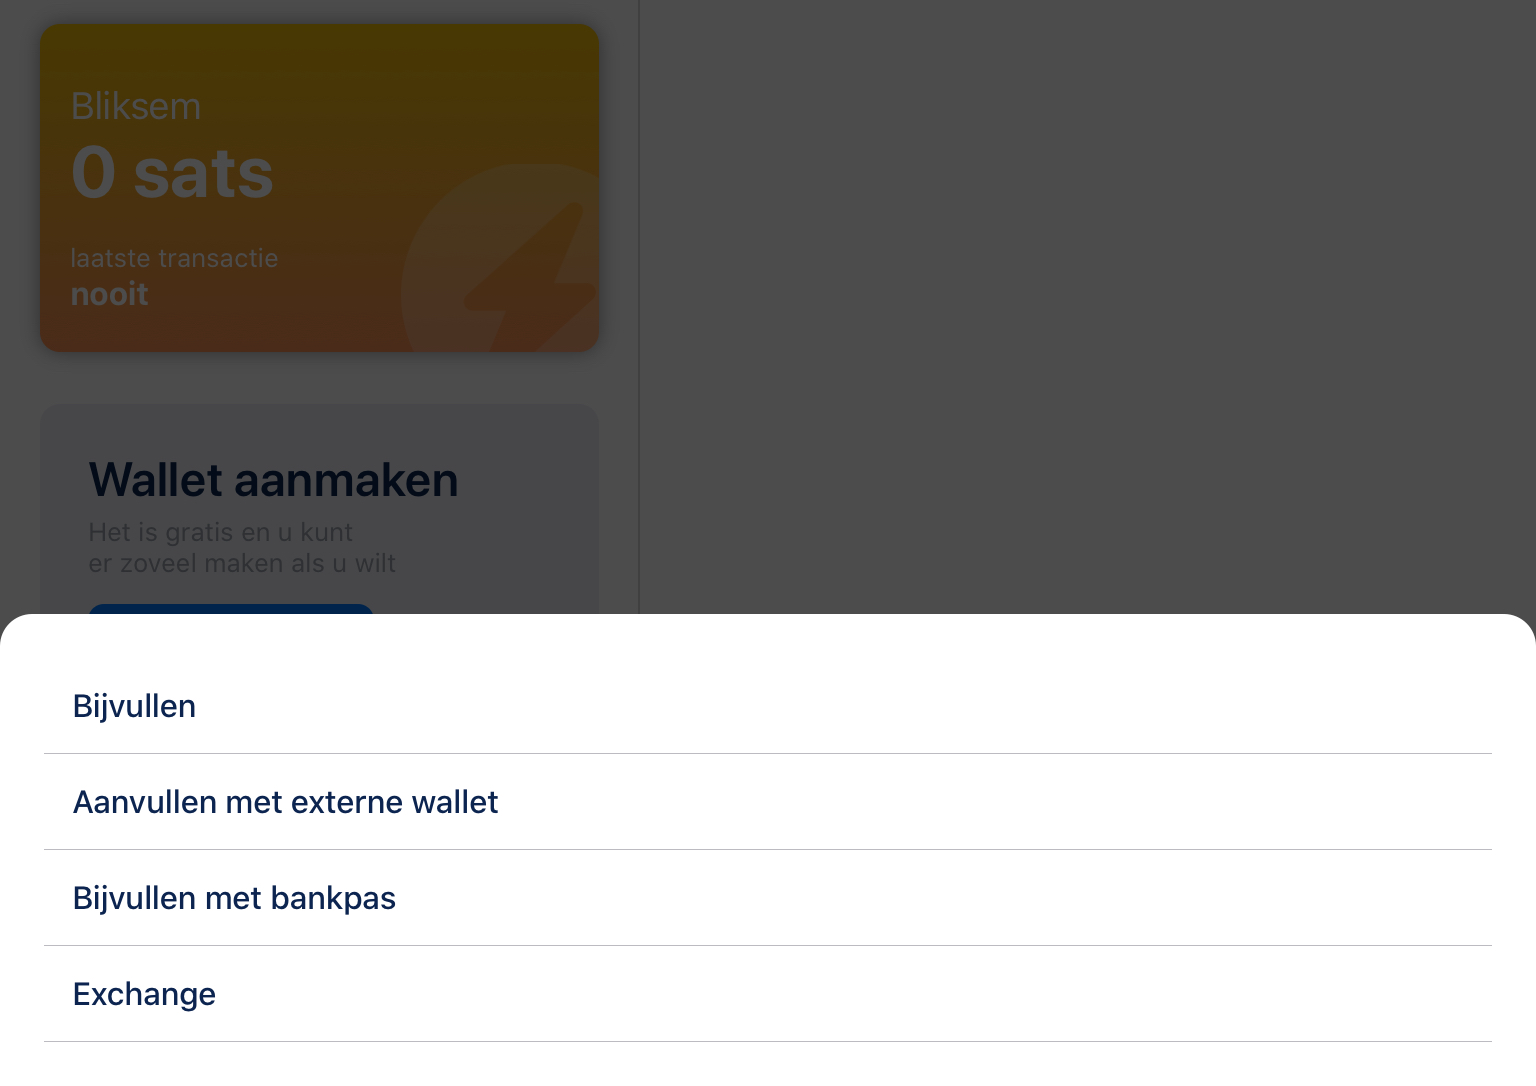 Bliksem
0 sats
laatste transactie
nooit
Wallet aanmaken
Het is gratis en u kunt
er zoveel maken als u wilt
Bijvullen
Aanvullen met externe wallet
Bijvullen met bankpas
Exchange